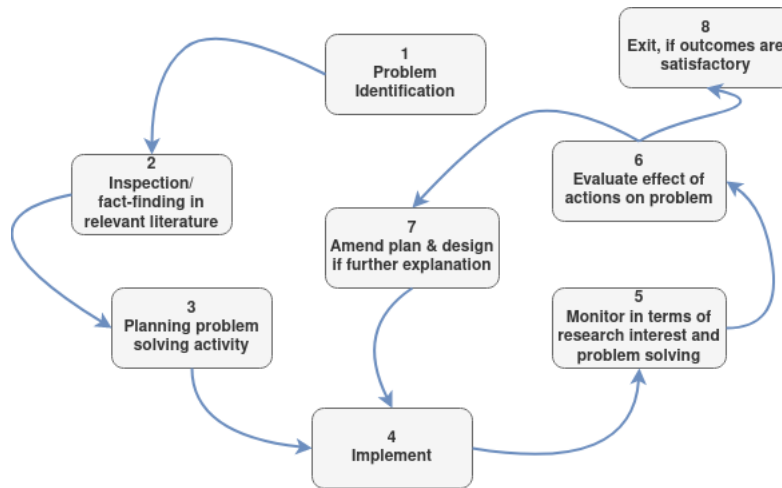 1
Problem
Identification
2
Inspection/
fact-finding in
relevant literature
3
Planning problem
solving activity
4
Implement
5
Monitor in terms of
research interest and
problem solving
6
Evaluate effect of
actions on problem
7
Amend plan & design
if further explanation
8
Exit, if outcomes are
satisfactory